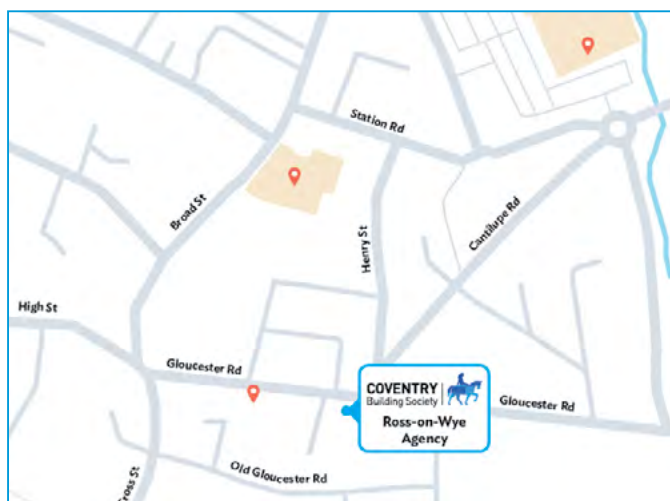 Station Rd
Broad St
Henry St
Cantilupe Rd
High St
Gloucester Rd
COVENTRY
Building Society
Ross-on-Wye
Agency
Gloucester Rd
Old Gloucester Rd
ross St